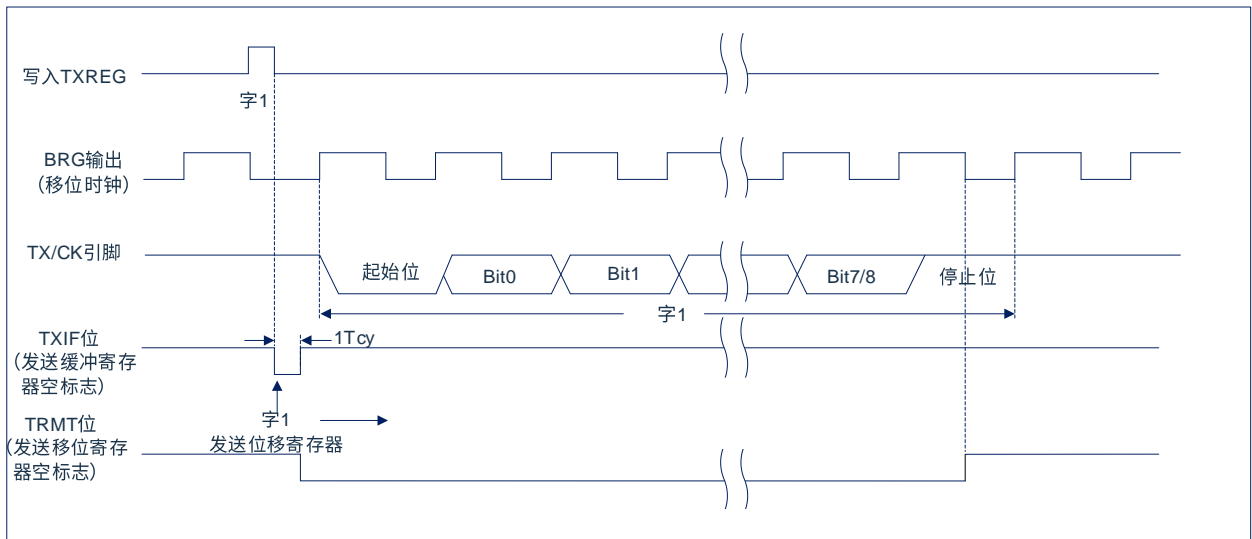 写入TXREG
字1
BRG输出
（移位时钟）
TX/CK引脚
起始位
Bit0
Bit1
Bit7/8
停止位
字1
TXIF位
（发送缓冲寄存
器空标志）
1Tcy
字1
发送位移寄存器
TRMT位
（发送移位寄存
器空标志）